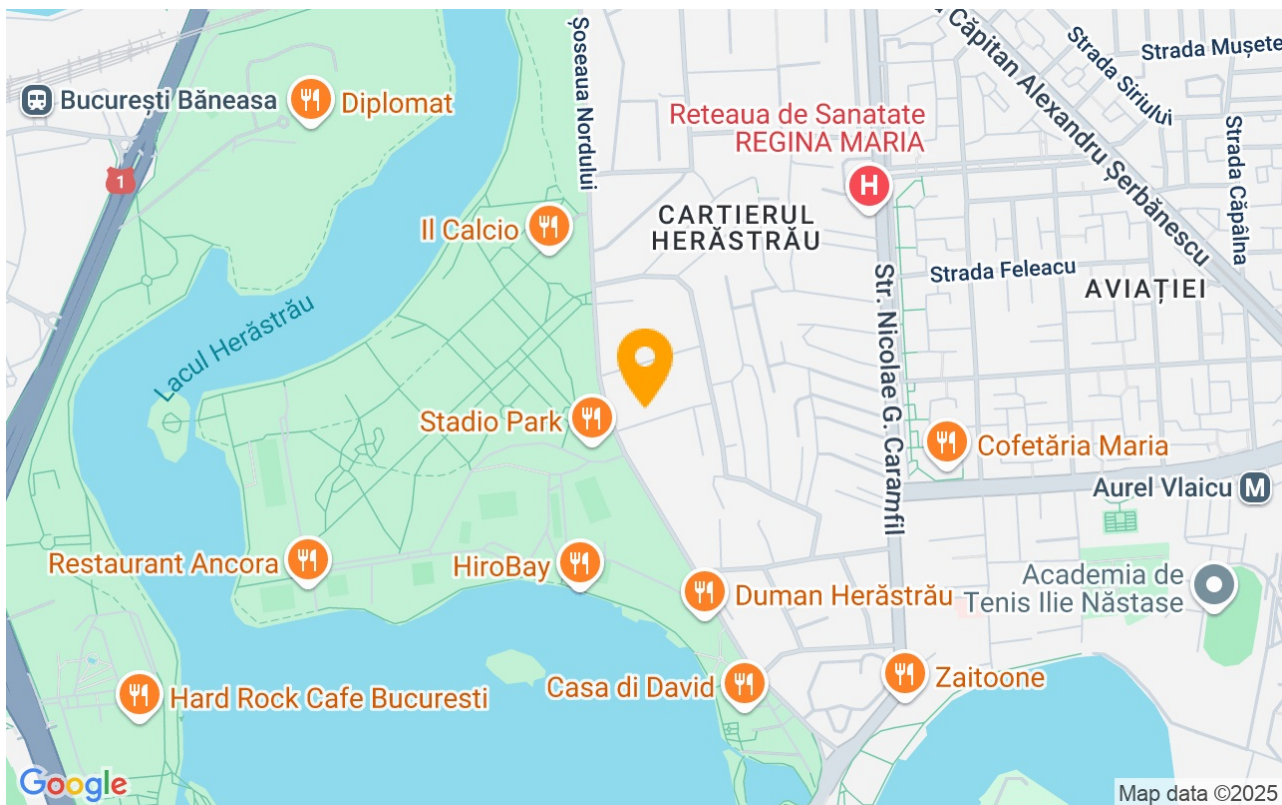 Șoseaua Nordului
Căpitan Alexandru Șerbănescu
Strada Siriului
Strada Mușete
Strada Căpâlna
București Băneasa
Diplomat
1
Reteaua de Sanatate
REGINA MARIA
H
CARTIERUL
HERĂSTRĂU
Il Calcio
Strada Feleacu
AVIAȚIEI
Lacul Herăstrău
Str. Nicolae G. Caramfil
Stadio Park
Cofetăria Maria
Aurel Vlaicu M
Restaurant Ancora
HiroBay
Duman Herăstrău
Academia de
Tenis Ilie Năstase
Hard Rock Cafe Bucuresti
Casa di David
Zaitoone
Google
Map data ©2025